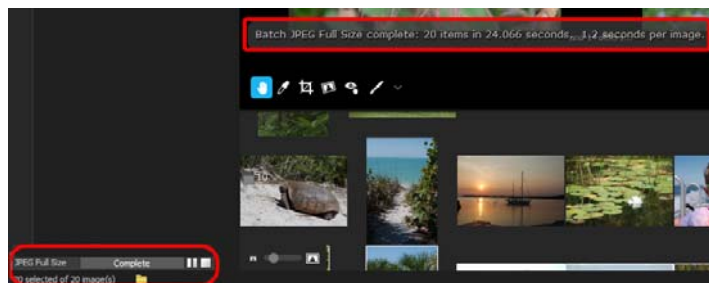 Batch JPEG Full Size complete: 20 items in 24.066 seconds, 1.2 seconds per image.
JPEG Full Size Complete
20 selected of 20 image(s)